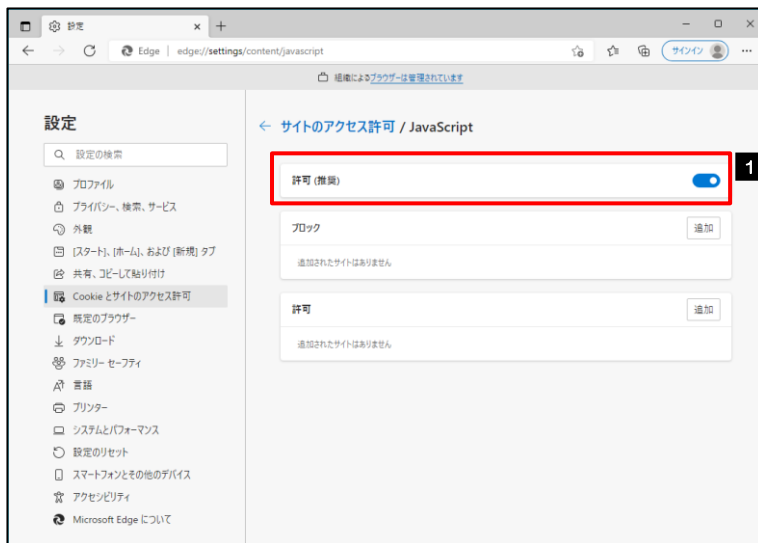 設定
Edge | edge://settings/content/javascript
サインイン
組織によるブラウザーは管理されています
設定
設定の検索
プロファイル
プライバシー、検索、サービス
外観
[スタート]、[ホーム]、および [新規] タブ
共有、コピーして貼り付け
Cookie とサイトのアクセス許可
既定のブラウザー
ダウンロード
ファミリー セーフティ
言語
プリンター
システムとパフォーマンス
設定のリセット
スマートフォンとその他のデバイス
アクセシビリティ
Microsoft Edge について
サイトのアクセス許可 / JavaScript
許可 (推奨)
1
ブロック
追加
追加されたサイトはありません
許可
追加
追加されたサイトはありません